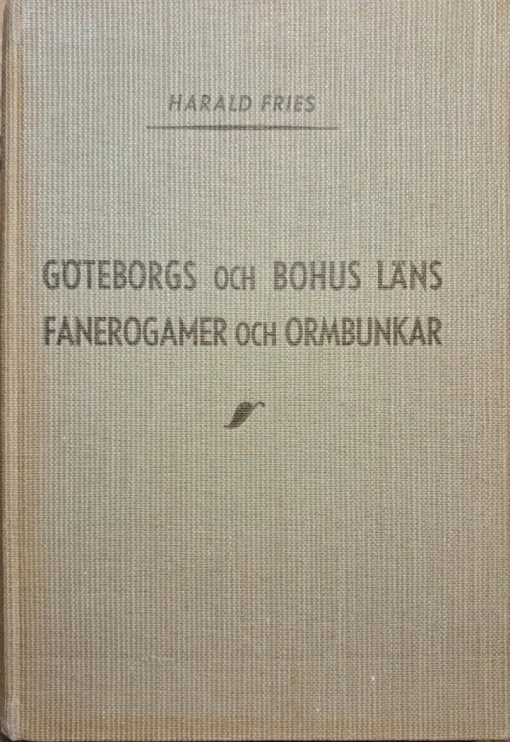 HARALD FRIES
GÖTEBORGS OCH BOHUS LÄNS
FANEROGAMER OCH ORMBUNKAR